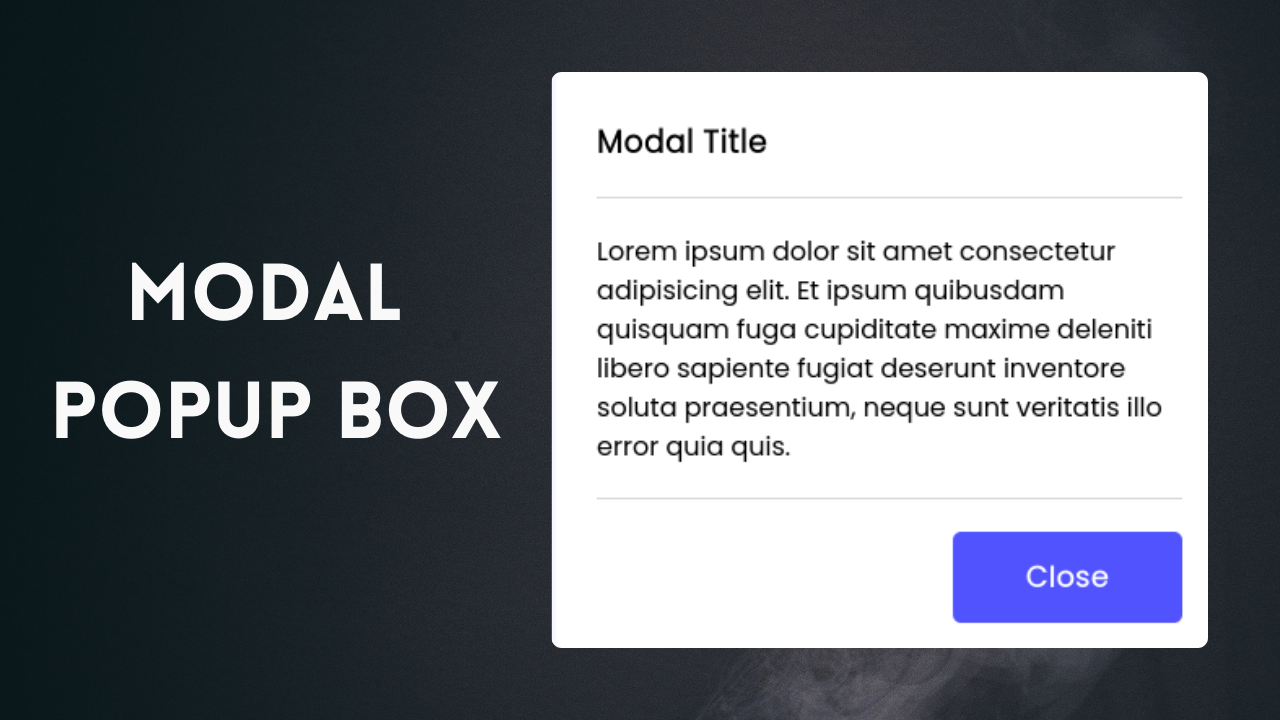 MODAL
POPUP BOX
Modal Title
Lorem ipsum dolor sit amet consectetur
adipisicing elit. Et ipsum quibusdam
quisquam fuga cupiditate maxime deleniti
libero sapiente fugiat deserunt inventore
soluta praesentium, neque sunt veritatis illo
error quia quis.
Close